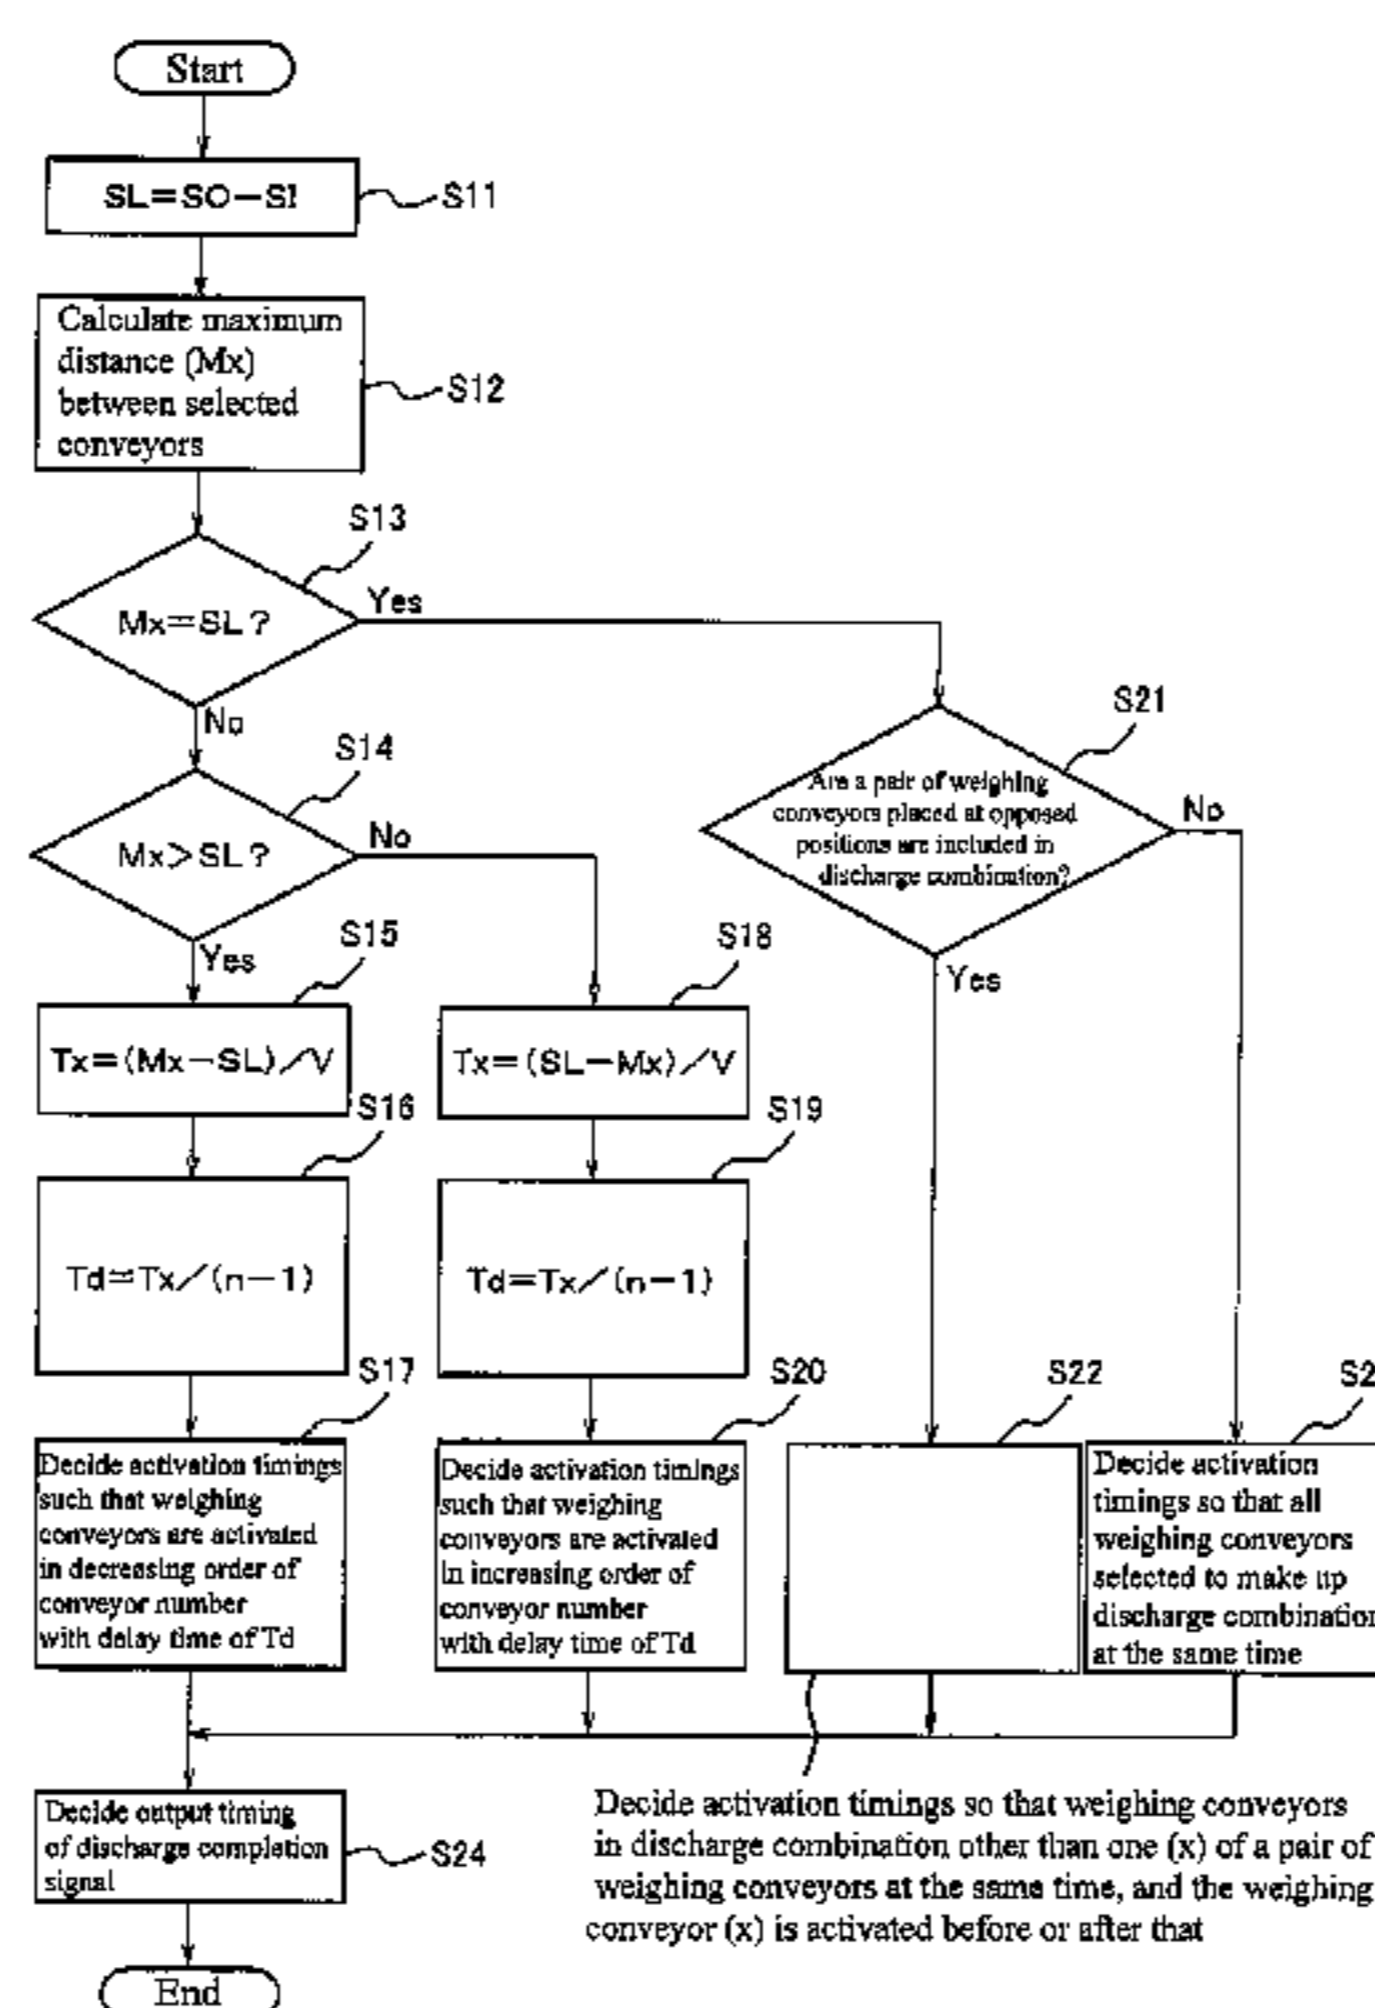 Start
SL=SO-SI
S11
Calculate maximum
distance (Mx)
between selected
conveyors
S12
S13
Mx=SL?
Yes
No
S14
Mx>SL?
No
Yes
S21
Are a pair of weighing
conveyors placed at opposed
positions are included in
discharge combination?
No
Yes
S15
Tx=(Mx-SL)/V
S18
Tx=(SL-Mx)/V
S16
Td=Tx/(n-1)
S19
Td=Tx/(n-1)
S17
Decide activation timings
such that weighing
conveyors are activated
in decreasing order of
conveyor number
with delay time of Td
S20
Decide activation timings
such that weighing
conveyors are activated
in increasing order of
conveyor number
with delay time of Td
S22
S2
Decide activation
timings so that all
weighing conveyors
selected to make up
discharge combination
at the same time
Decide output timing
of discharge completion
signal
S24
Decide activation timings so that weighing conveyors
in discharge combination other than one (x) of a pair of
weighing conveyors at the same time, and the weighing
conveyor (x) is activated before or after that
End